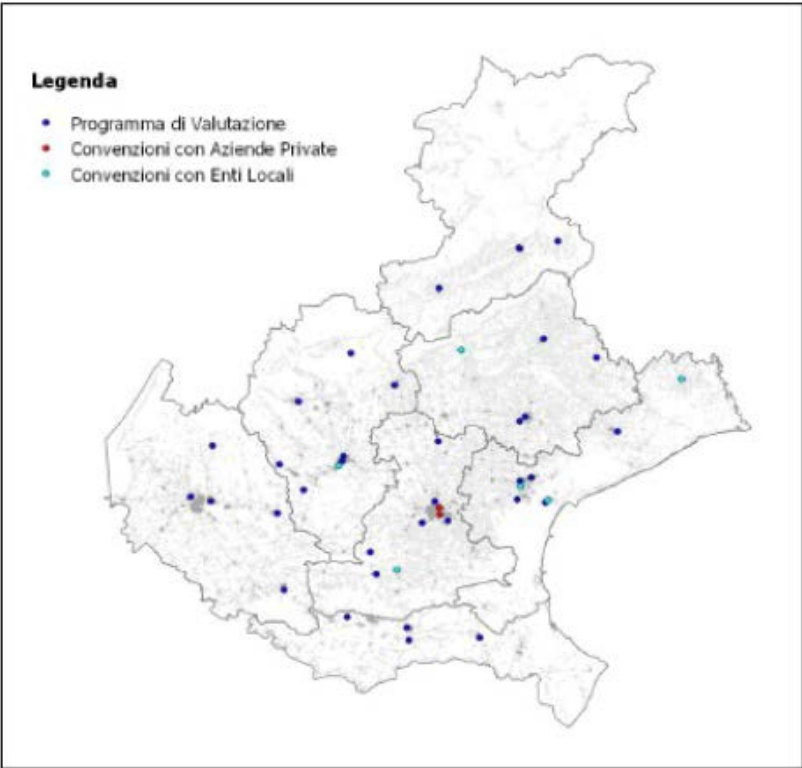 Legenda
Programma di Valutazione
Convenzioni con Aziende Private
Convenzioni con Enti Locali